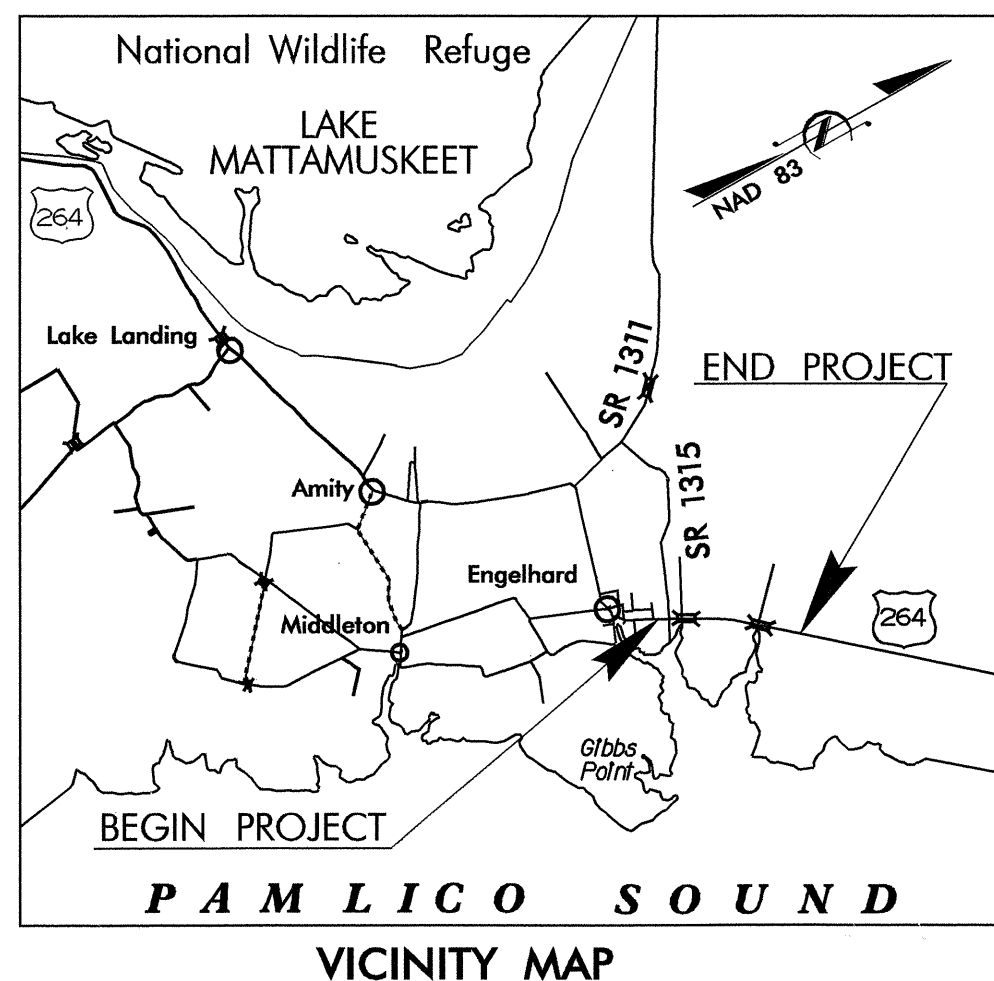 National Wildlife Refuge
LAKE
MATTAMUSKEET
NAD 83
264
Lake Landing
SR 1311
END PROJECT
SR 1315
Amity
Engelhard
264
Middleton
Gibbs
Point
BEGIN PROJECT
PAMLICO SOUND
VICINITY MAP